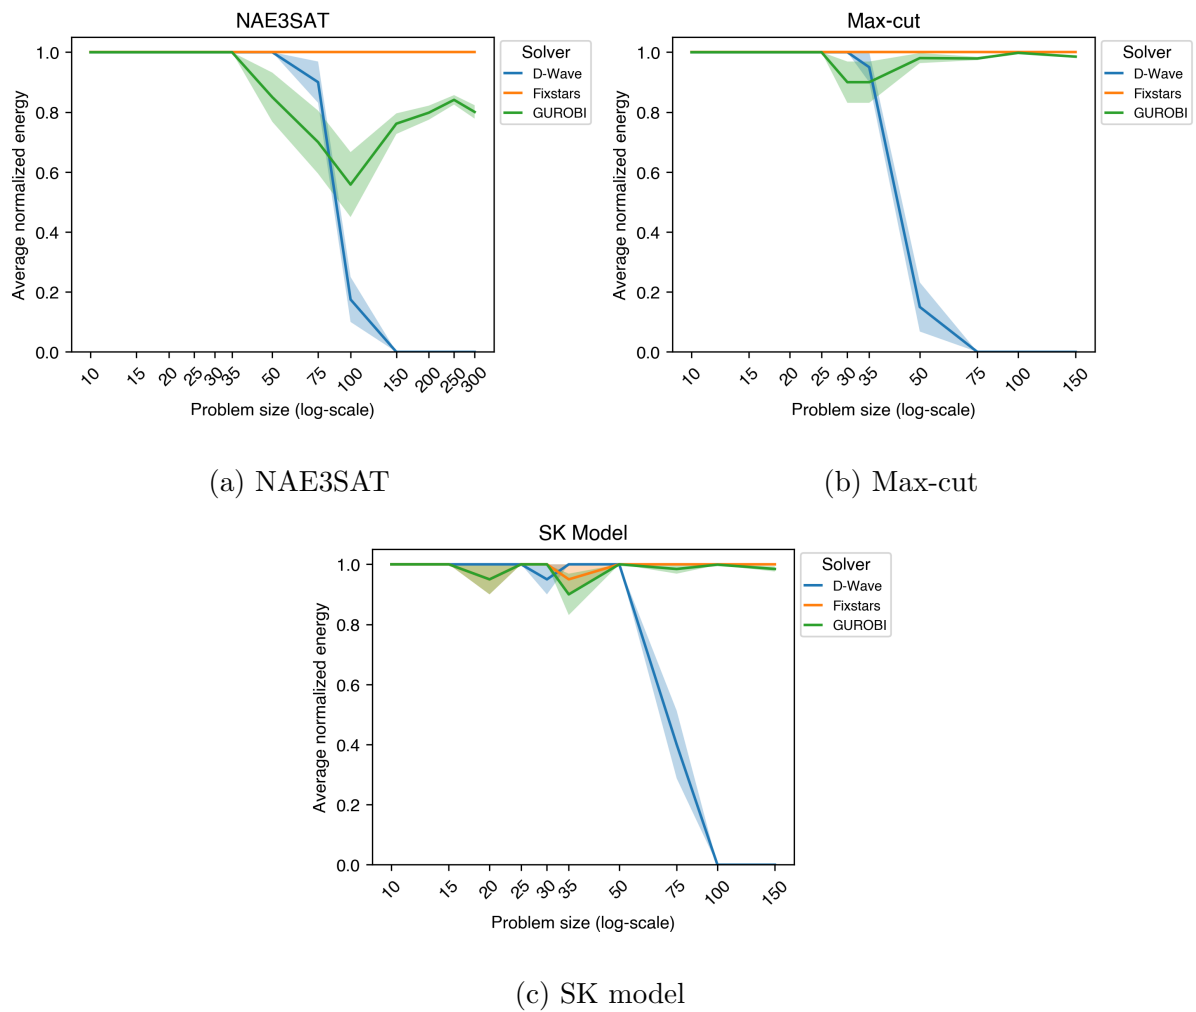 NAE3SAT
Average normalized energy
1.0
0.8
0.6
0.4
0.2
0.0
10 15 20 25 30 35 50 75 100 150 200 250 300
Problem size (log-scale)
Solver
D-Wave
Fixstars
GUROBI
(a) NAE3SAT
Max-cut
Average normalized energy
1.0
0.8
0.6
0.4
0.2
0.0
10 15 20 25 30 35 50 75 100 150
Problem size (log-scale)
Solver
D-Wave
Fixstars
GUROBI
(b) Max-cut
SK Model
Average normalized energy
1.0
0.8
0.6
0.4
0.2
0.0
10 15 20 25 30 35 50 75 100 150
Problem size (log-scale)
Solver
D-Wave
Fixstars
GUROBI
(c) SK model